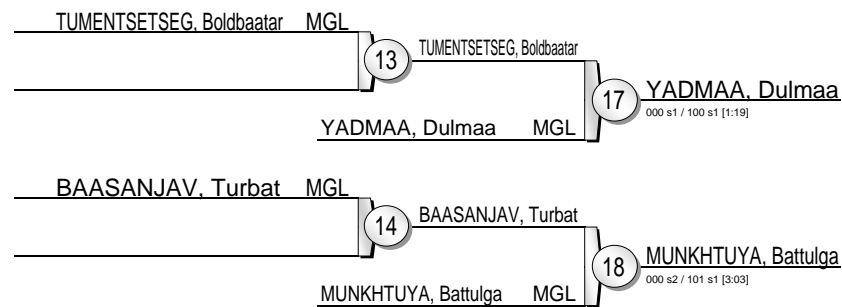 TUMENTSETSEG, Boldbaatar MGL
13 TUMENTSETSEG, Boldbaatar
17 YADMAA, Dulmaa
000 s1 / 100 s1 [1:19]
YADMAA, Dulmaa MGL
BAASANJAV, Turbat MGL
14 BAASANJAV, Turbat
18 MUNKHTUYA, Battulga
000 s2 / 101 s1 [3:03]
MUNKHTUYA, Battulga MGL